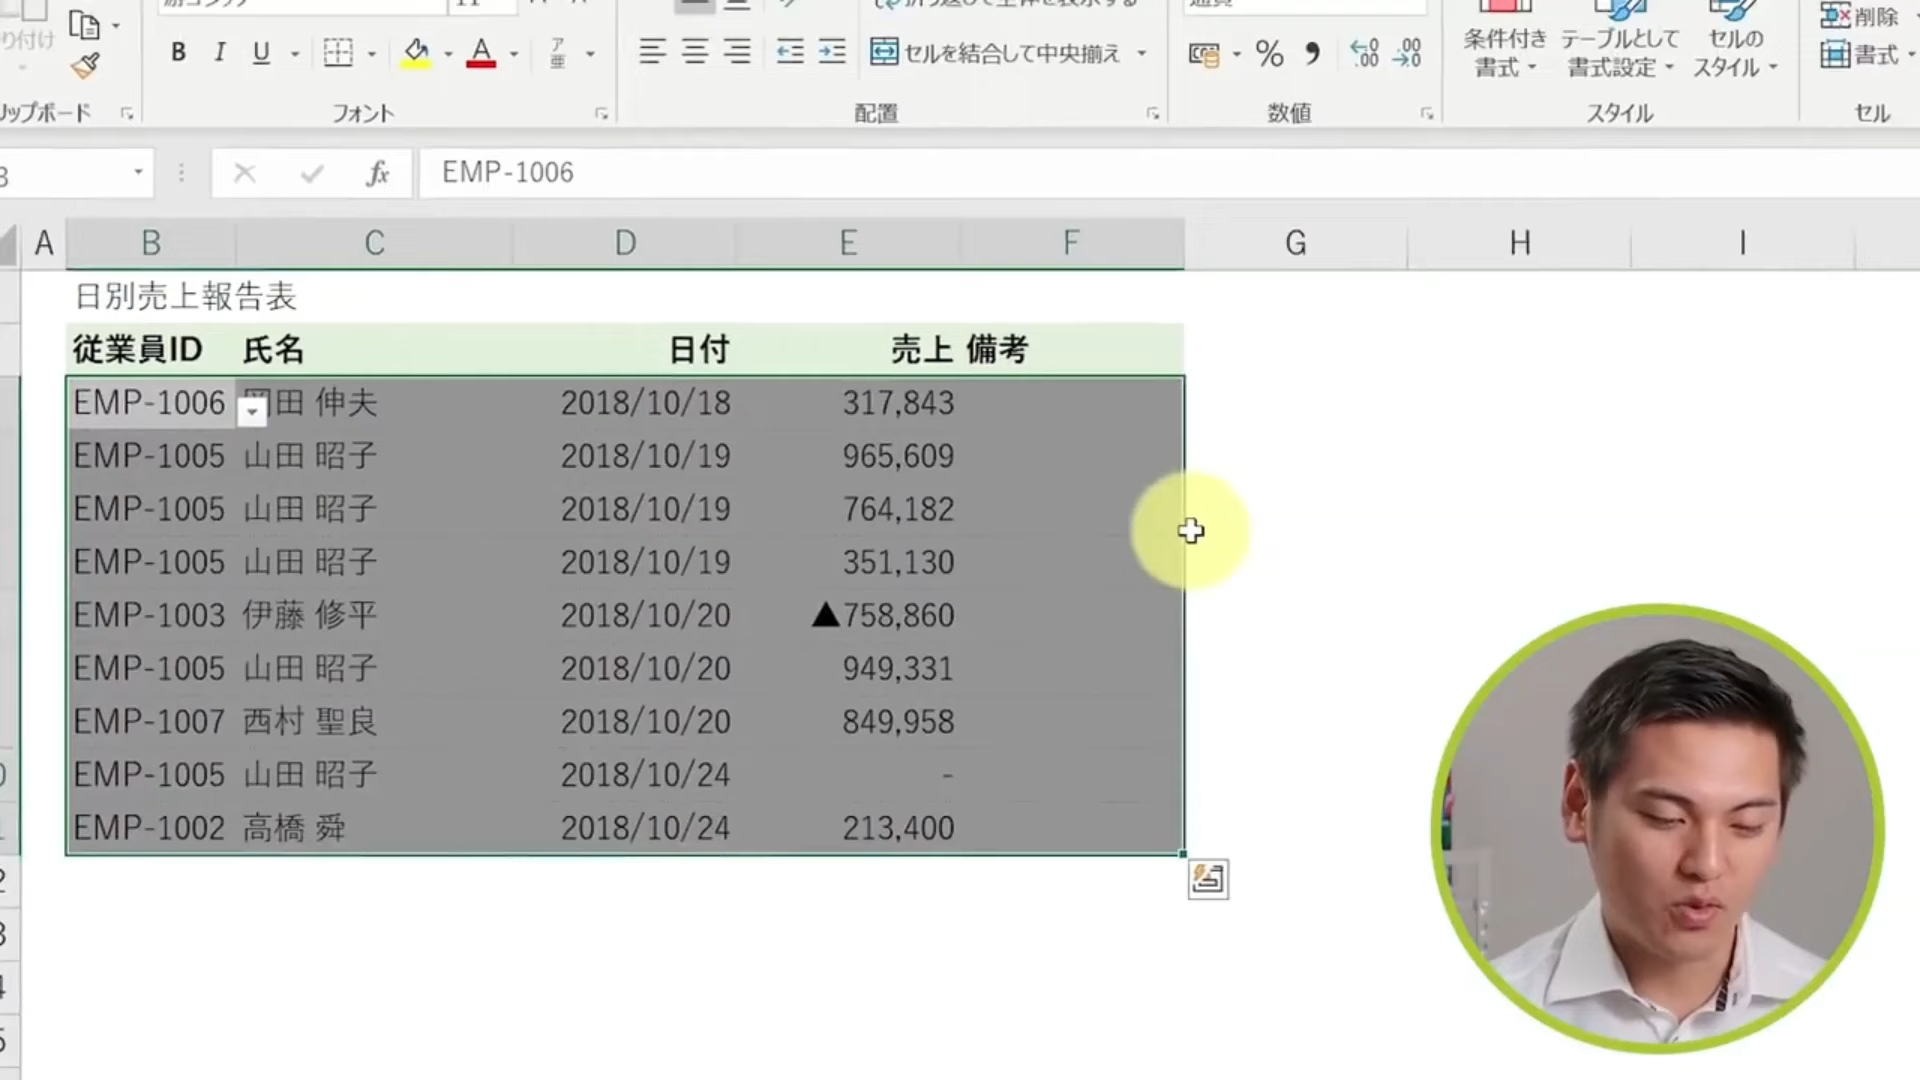 B I U
ア
亜
セルを結合して中央揃え
% 9
条件付き
書式
テーブルとして
書式設定
セルの
スタイル
削除
書式
フォント
配置
数値
スタイル
セル
fx EMP-1006
A B C D E F G H I
日別売上報告表
従業員ID 氏名 日付 売上 備考
EMP-1006 田 伸夫 2018/10/18 317,843
EMP-1005 山田 昭子 2018/10/19 965,609
EMP-1005 山田 昭子 2018/10/19 764,182
EMP-1005 山田 昭子 2018/10/19 351,130
EMP-1003 伊藤 修平 2018/10/20 ▲758,860
EMP-1005 山田 昭子 2018/10/20 949,331
EMP-1007 西村 聖良 2018/10/20 849,958
EMP-1005 山田 昭子 2018/10/24 -
EMP-1002 高橋 舜 2018/10/24 213,400